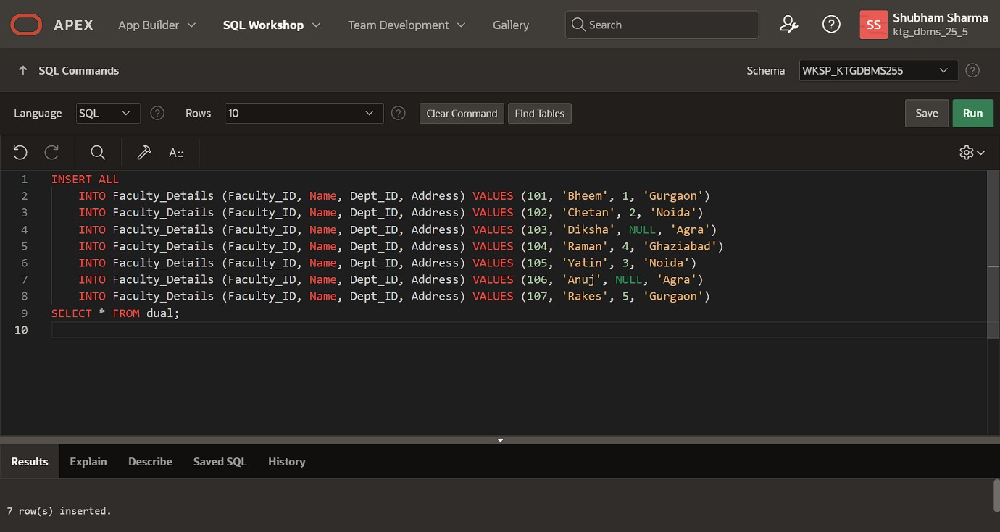 APEX App Builder SQL Workshop Team Development Gallery Search ? SS Shubham Sharma
ktg_dbms_25_5
SQL Commands Schema WKSP_KTGDBMS255 ?
Language SQL ? Rows 10 ? Clear Command Find Tables Save Run
A::
1 INSERT ALL
2 INTO Faculty_Details (Faculty_ID, Name, Dept_ID, Address) VALUES (101, 'Bheem', 1, 'Gurgaon')
3 INTO Faculty_Details (Faculty_ID, Name, Dept_ID, Address) VALUES (102, 'Chetan', 2, 'Noida')
4 INTO Faculty_Details (Faculty_ID, Name, Dept_ID, Address) VALUES (103, 'Diksha', NULL, 'Agra')
5 INTO Faculty_Details (Faculty_ID, Name, Dept_ID, Address) VALUES (104, 'Raman', 4, 'Ghaziabad')
6 INTO Faculty_Details (Faculty_ID, Name, Dept_ID, Address) VALUES (105, 'Yatin', 3, 'Noida')
7 INTO Faculty_Details (Faculty_ID, Name, Dept_ID, Address) VALUES (106, 'Anuj', NULL, 'Agra')
8 INTO Faculty_Details (Faculty_ID, Name, Dept_ID, Address) VALUES (107, 'Rakes', 5, 'Gurgaon')
9 SELECT * FROM dual;
10
Results Explain Describe Saved SQL History
7 row(s) inserted.